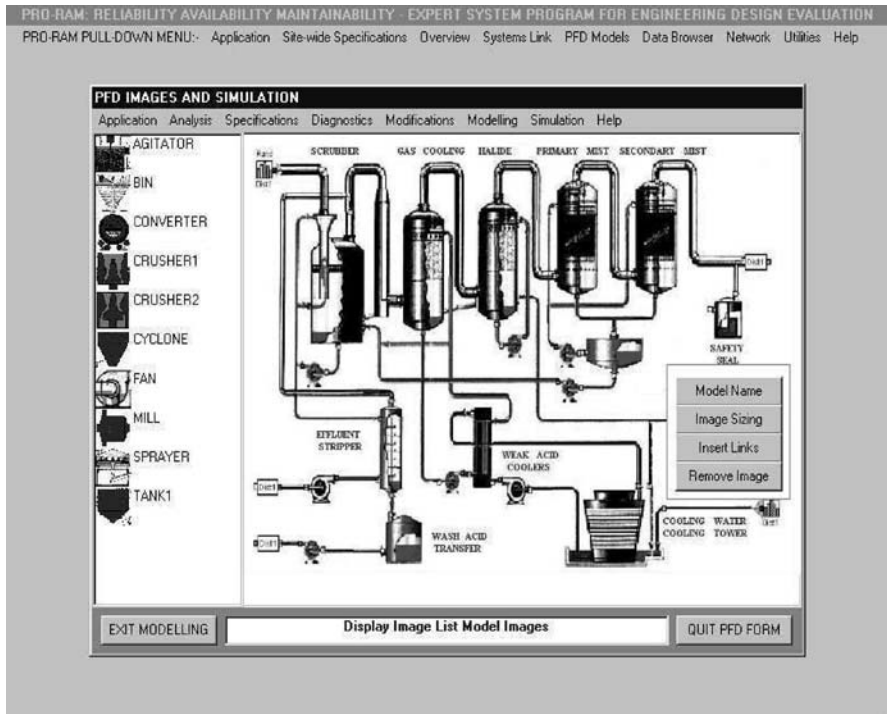 PRO-RAM: RELIABILITY AVAILABILITY MAINTAINABILITY - EXPERT SYSTEM PROGRAM FOR ENGINEERING DESIGN EVALUATION
PRO-RAM PULL-DOWN MENU:- Application Site-wide Specifications Overview Systems Link PFD Models Data Browser Network Utilities Help
PFD IMAGES AND SIMULATION
Application Analysis Specifications Diagnostics Modifications Modelling Simulation Help
AGITATOR
BIN
CONVERTER
CRUSHER1
CRUSHER2
CYCLONE
FAN
MILL
SPRAYER
TANK1
SCRUBBER GAS COOLING HALIDE PRIMARY MIST SECONDARY MIST
SAFETY
SEAL
Model Name
Image Sizing
Insert Links
Remove Image
EFFLUENT
STRIPPER
WEAK ACID
COOLERS
WASH ACID
TRANSFER
COOLING WATER
COOLING TOWER
EXIT MODELLING
Display Image List Model Images
QUIT PFD FORM